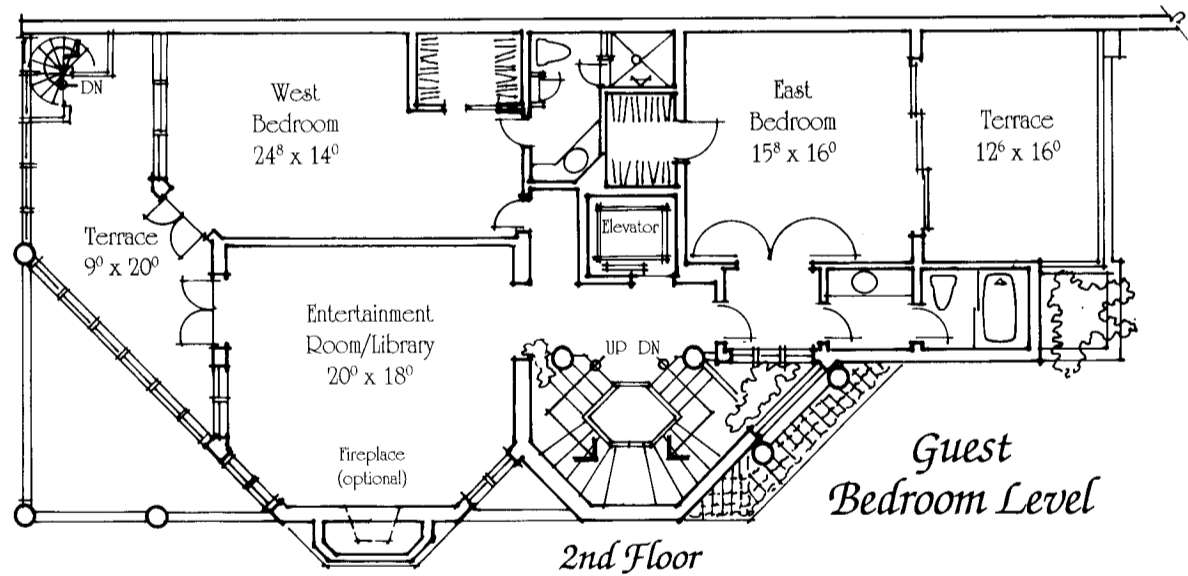 DN
West
Bedroom
24⁸ x 14⁰
East
Bedroom
15⁸ x 16⁰
Terrace
12⁶ x 16⁰
Terrace
9⁰ x 20⁰
Elevator
Entertainment
Room/Library
20⁰ x 18⁰
UP DN
Fireplace
(optional)
Guest
Bedroom Level
2nd Floor